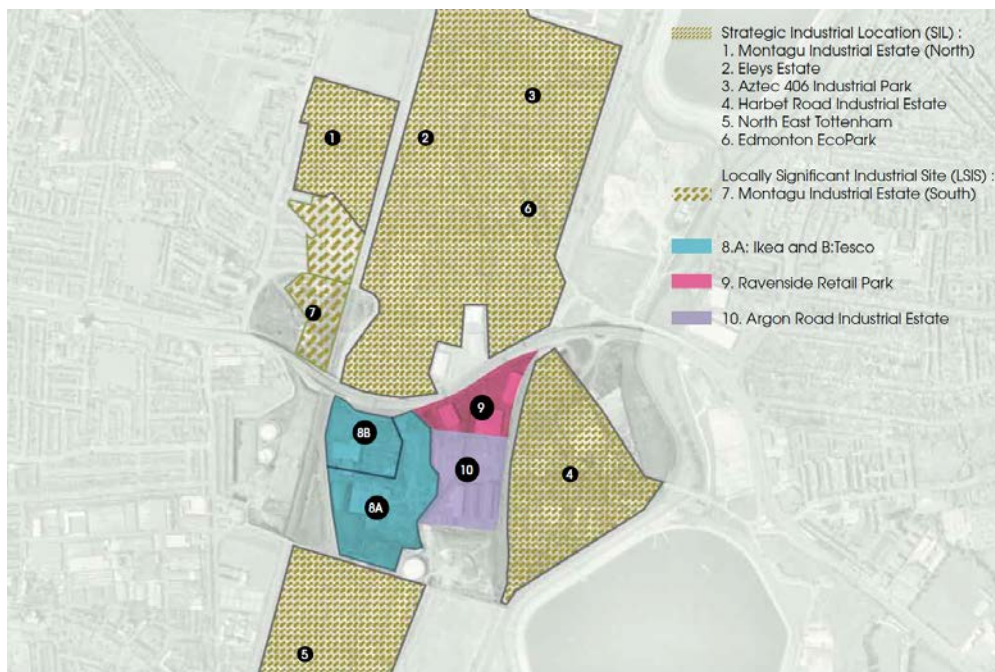 Strategic Industrial Location (SIL) :
1. Montagu Industrial Estate (North)
2. Eleys Estate
3. Aztec 406 Industrial Park
4. Harbet Road Industrial Estate
5. North East Tottenham
6. Edmonton EcoPark
Locally Significant Industrial Site (LSIS) :
7. Montagu Industrial Estate (South)
8.A: Ikea and B:Tesco
9. Ravenside Retail Park
10. Argon Road Industrial Estate
3
1
2
6
7
9
8B
10
4
8A
5